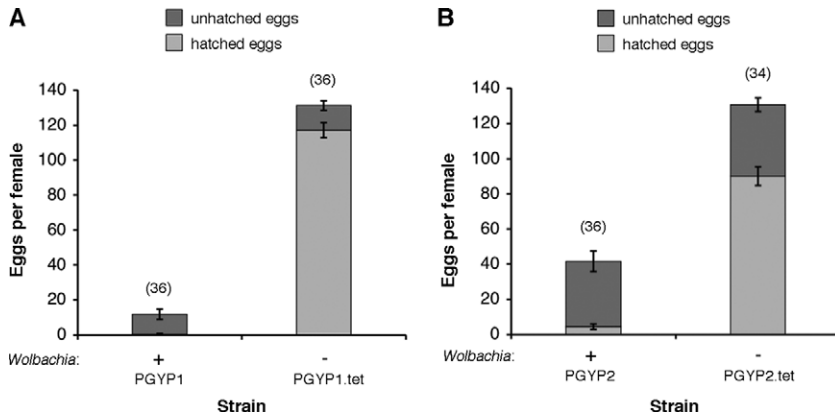 A
unhatched eggs
hatched eggs
Eggs per female
140
120
100
80
60
40
20
0
(36)
(36)
Wolbachia: + -
PGYP1 PGYP1.tet
Strain
B
unhatched eggs
hatched eggs
Eggs per female
140
120
100
80
60
40
20
0
(36)
(34)
Wolbachia: + -
PGYP2 PGYP2.tet
Strain